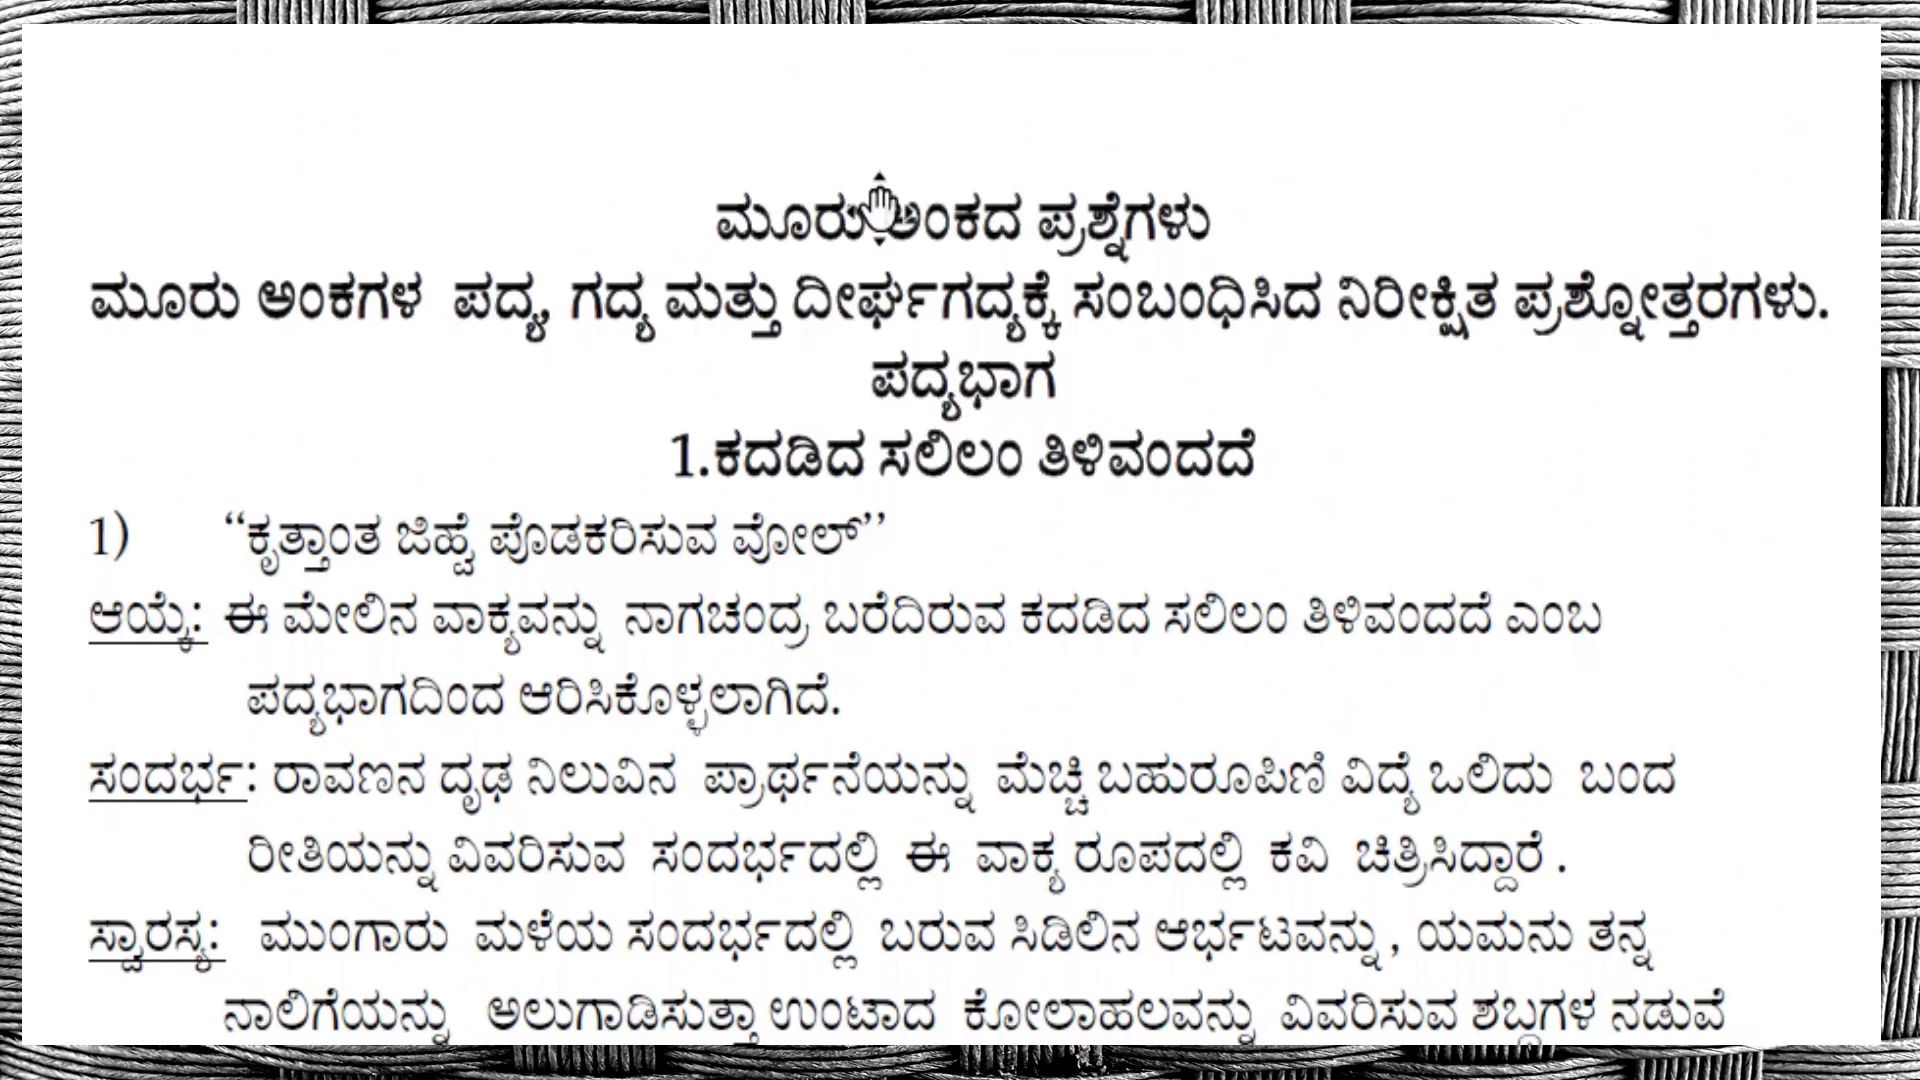 ಮೂರು ಅಂಕದ ಪ್ರಶ್ನೆಗಳು
ಮೂರು ಅಂಕಗಳ ಪದ್ಯ, ಗದ್ಯ ಮತ್ತು ದೀರ್ಘಗದ್ಯಕ್ಕೆ ಸಂಬಂಧಿಸಿದ ನಿರೀಕ್ಷಿತ ಪ್ರಶ್ನೋತ್ತರಗಳು.
ಪದ್ಯಭಾಗ
1.ಕದಡಿದ ಸಲಿಲಂ ತಿಳಿವಂದದೆ
1) “ಕೃತ್ತಾಂತ ಜಿಹ್ವೆ ಪೊಡಕರಿಸುವ ವೋಲ್”
ಆಯ್ಕೆ: ಈ ಮೇಲಿನ ವಾಕ್ಯವನ್ನು ನಾಗಚಂದ್ರ ಬರೆದಿರುವ ಕದಡಿದ ಸಲಿಲಂ ತಿಳಿವಂದದೆ ಎಂಬ
ಪದ್ಯಭಾಗದಿಂದ ಆರಿಸಿಕೊಳ್ಳಲಾಗಿದೆ.
ಸಂದರ್ಭ: ರಾವಣನ ದೃಢ ನಿಲುವಿನ ಪ್ರಾರ್ಥನೆಯನ್ನು ಮೆಚ್ಚಿ ಬಹುರೂಪಿಣಿ ವಿದ್ಯೆ ಒಲಿದು ಬಂದ
ರೀತಿಯನ್ನು ವಿವರಿಸುವ ಸಂದರ್ಭದಲ್ಲಿ ಈ ವಾಕ್ಯ ರೂಪದಲ್ಲಿ ಕವಿ ಚಿತ್ರಿಸಿದ್ದಾರೆ .
ಸ್ವಾರಸ್ಯ: ಮುಂಗಾರು ಮಳೆಯ ಸಂದರ್ಭದಲ್ಲಿ ಬರುವ ಸಿಡಿಲಿನ ಆರ್ಭಟವನ್ನು , ಯಮನು ತನ್ನ
ನಾಲಿಗೆಯನ್ನು ಅಲುಗಾಡಿಸುತ್ತಾ ಉಂಟಾದ ಕೋಲಾಹಲವನ್ನು ವಿವರಿಸುವ ಶಬ್ದಗಳ ನಡುವೆ